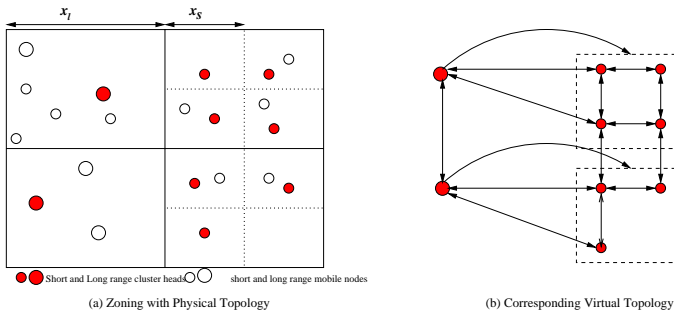 x_l x_S
Short and Long range cluster heads short and long range mobile nodes
(a) Zoning with Physical Topology (b) Corresponding Virtual Topology